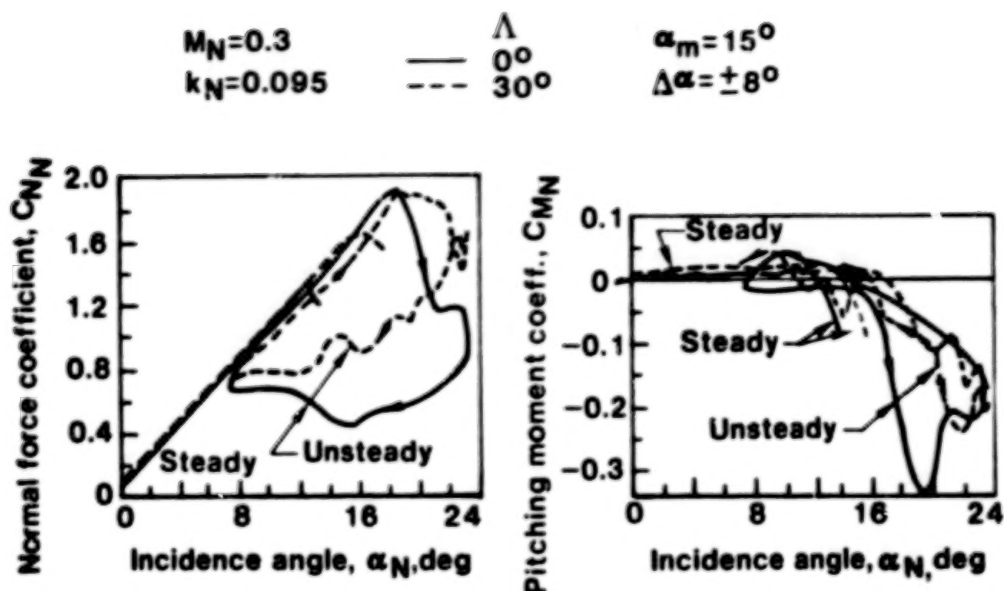 M_N=0.3
k_N=0.095
Λ
0°
30°
α_m=15°
Δα=±8°
Normal force coefficient, C_N_N
2.0
1.6
1.2
0.8
0.4
0
Steady
Unsteady
0 8 16 24
Incidence angle, α_N, deg
Pitching moment coeff., C_M_N
0.1
0
−0.1
−0.2
−0.3
Steady
Steady
Unsteady
0 8 16 24
Incidence angle, α_N, deg